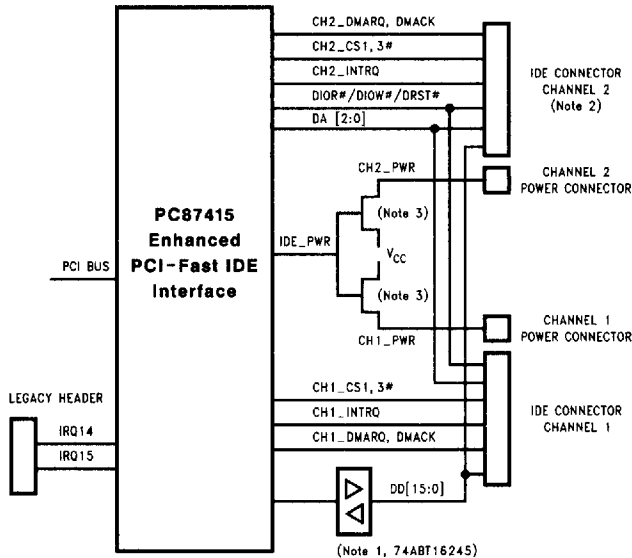 CH2_DMARQ, DMACK
CH2_CS1,3#
CH2_INTRQ
DIOR#/DIOW#/DRST#
DA [2:0]
IDE CONNECTOR
CHANNEL 2
(Note 2)
CH2_PWR
CHANNEL 2
POWER CONNECTOR
(Note 3)
PC87415
Enhanced
PCI-Fast IDE
Interface
IDE_PWR
VCC
PCI BUS
(Note 3)
CH1_PWR
CHANNEL 1
POWER CONNECTOR
LEGACY HEADER
IRQ14
IRQ15
CH1_CS1,3#
CH1_INTRQ
CH1_DMARQ, DMACK
IDE CONNECTOR
CHANNEL 1
DD[15:0]
(Note 1, 74ABT16245)